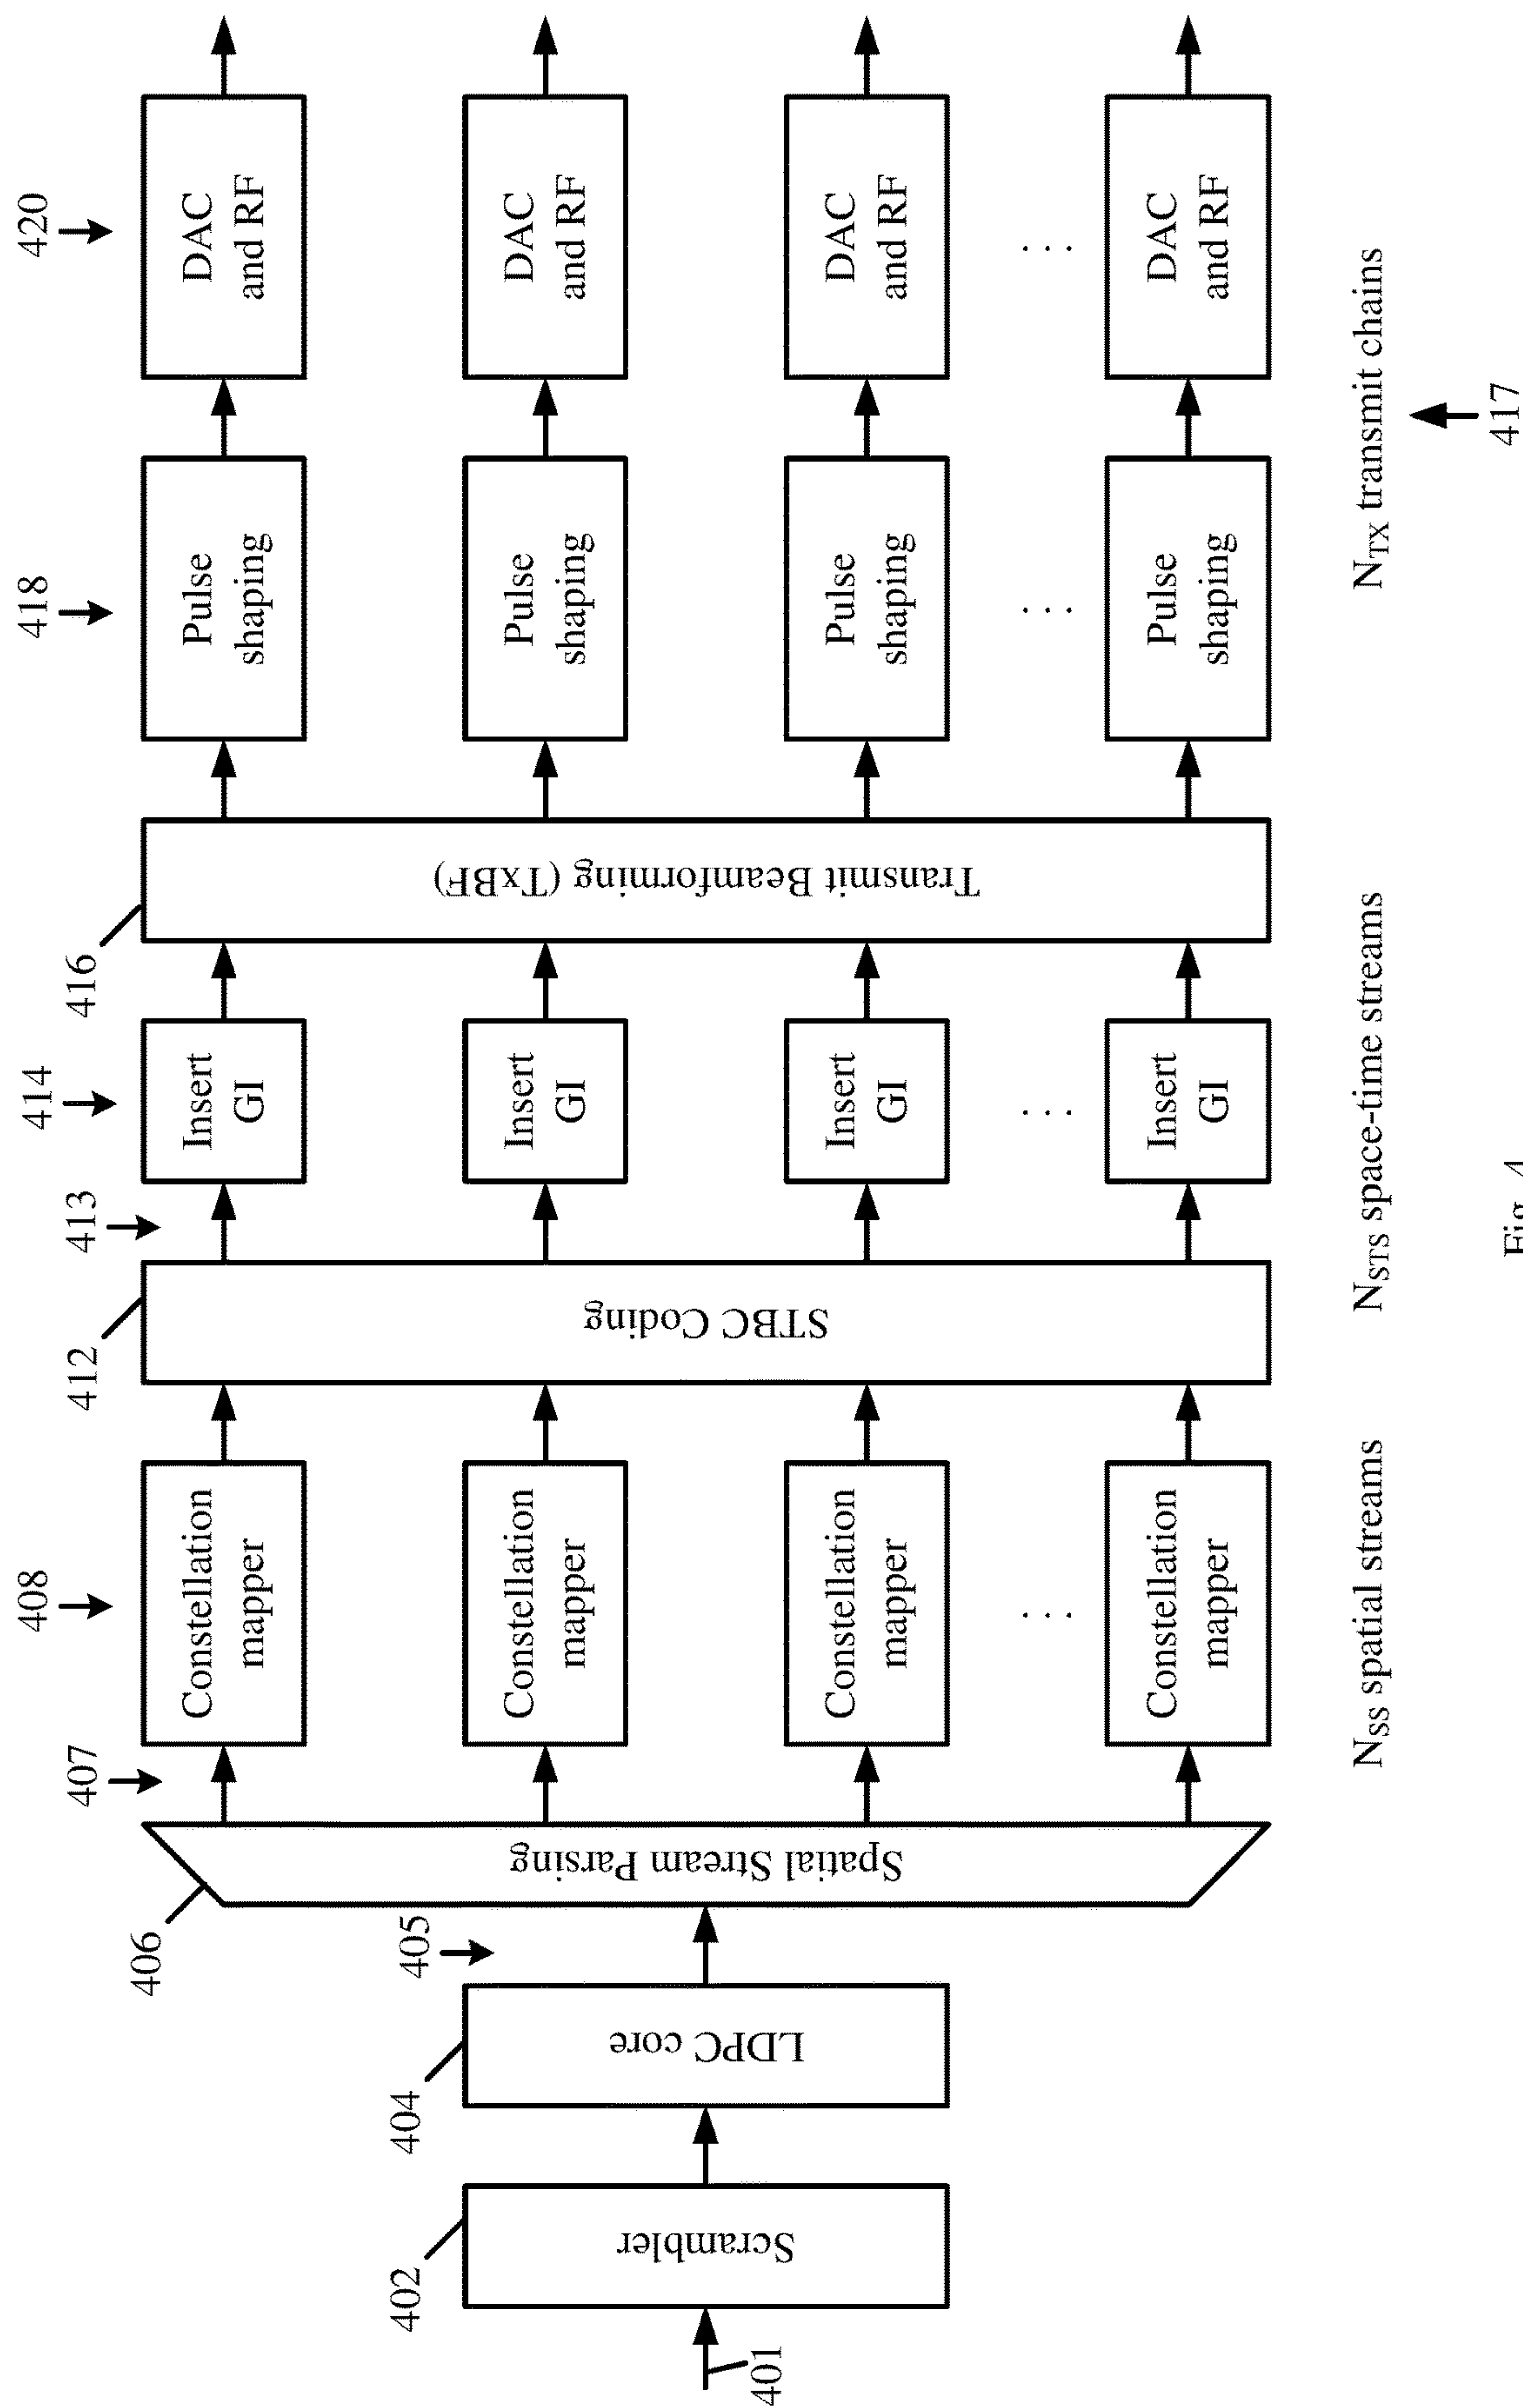 401
402
Scrambler
404
LDPC core
405
406
Spatial Stream Parsing
407
408
Constellation
mapper
Constellation
mapper
Constellation
mapper
. . .
Constellation
mapper
412
STBC Coding
413
414
Insert
GI
Insert
GI
Insert
GI
. . .
Insert
GI
416
Transmit Beamforming (TxBF)
418
Pulse
shaping
Pulse
shaping
Pulse
shaping
. . .
Pulse
shaping
420
DAC
and RF
DAC
and RF
DAC
and RF
. . .
DAC
and RF
NSS spatial streams
NSTS space-time streams
NTX transmit chains
417
Fig. 4